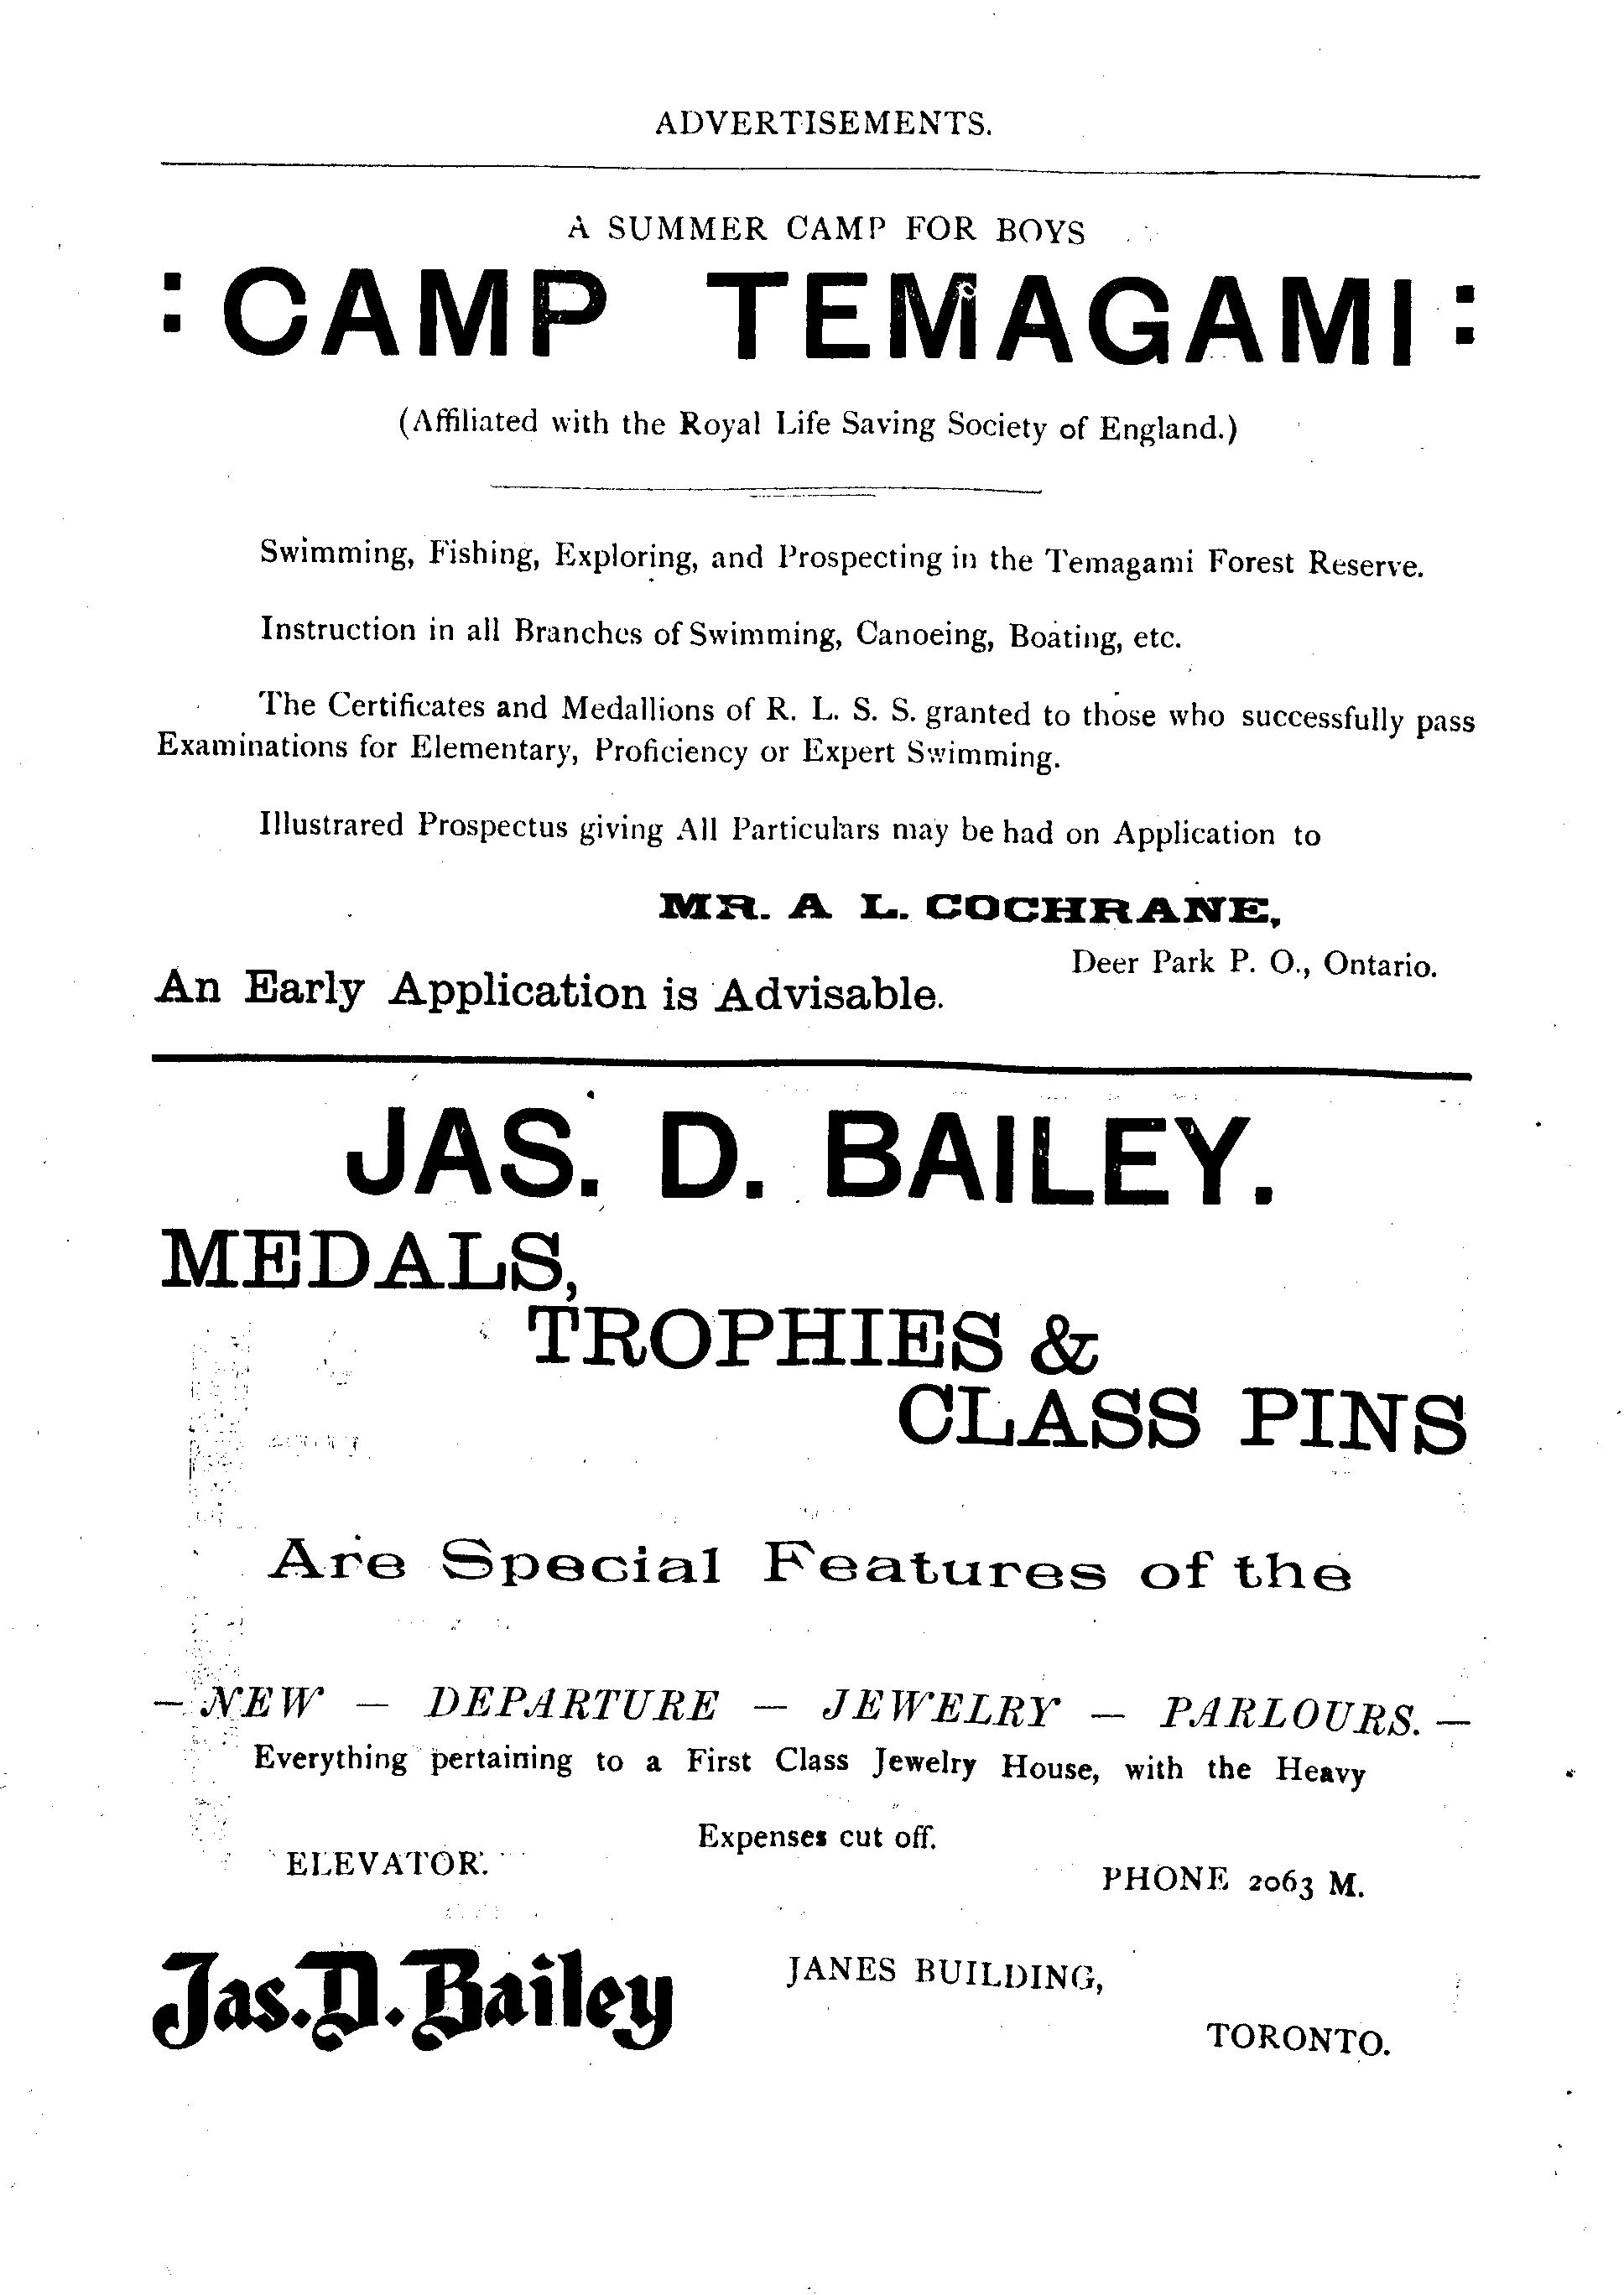 ADVERTISEMENTS.
A SUMMER CAMP FOR BOYS
: CAMP TEMAGAMI :
(Affiliated with the Royal Life Saving Society of England.)
Swimming, Fishing, Exploring, and Prospecting in the Temagami Forest Reserve.
Instruction in all Branches of Swimming, Canoeing, Boating, etc.
The Certificates and Medallions of R. L. S. S. granted to those who successfully pass
Examinations for Elementary, Proficiency or Expert Swimming.
Illustrared Prospectus giving All Particulars may be had on Application to
MR. A L. COCHRANE,
Deer Park P. O., Ontario.
An Early Application is Advisable.
JAS. D. BAILEY.
MEDALS,
TROPHIES &
CLASS PINS
Are Special Features of the
— NEW — DEPARTURE — JEWELRY — PARLOURS. —
Everything pertaining to a First Class Jewelry House, with the Heavy
Expenses cut off.
ELEVATOR.
PHONE 2063 M.
Jas. D. Bailey
JANES BUILDING,
TORONTO.